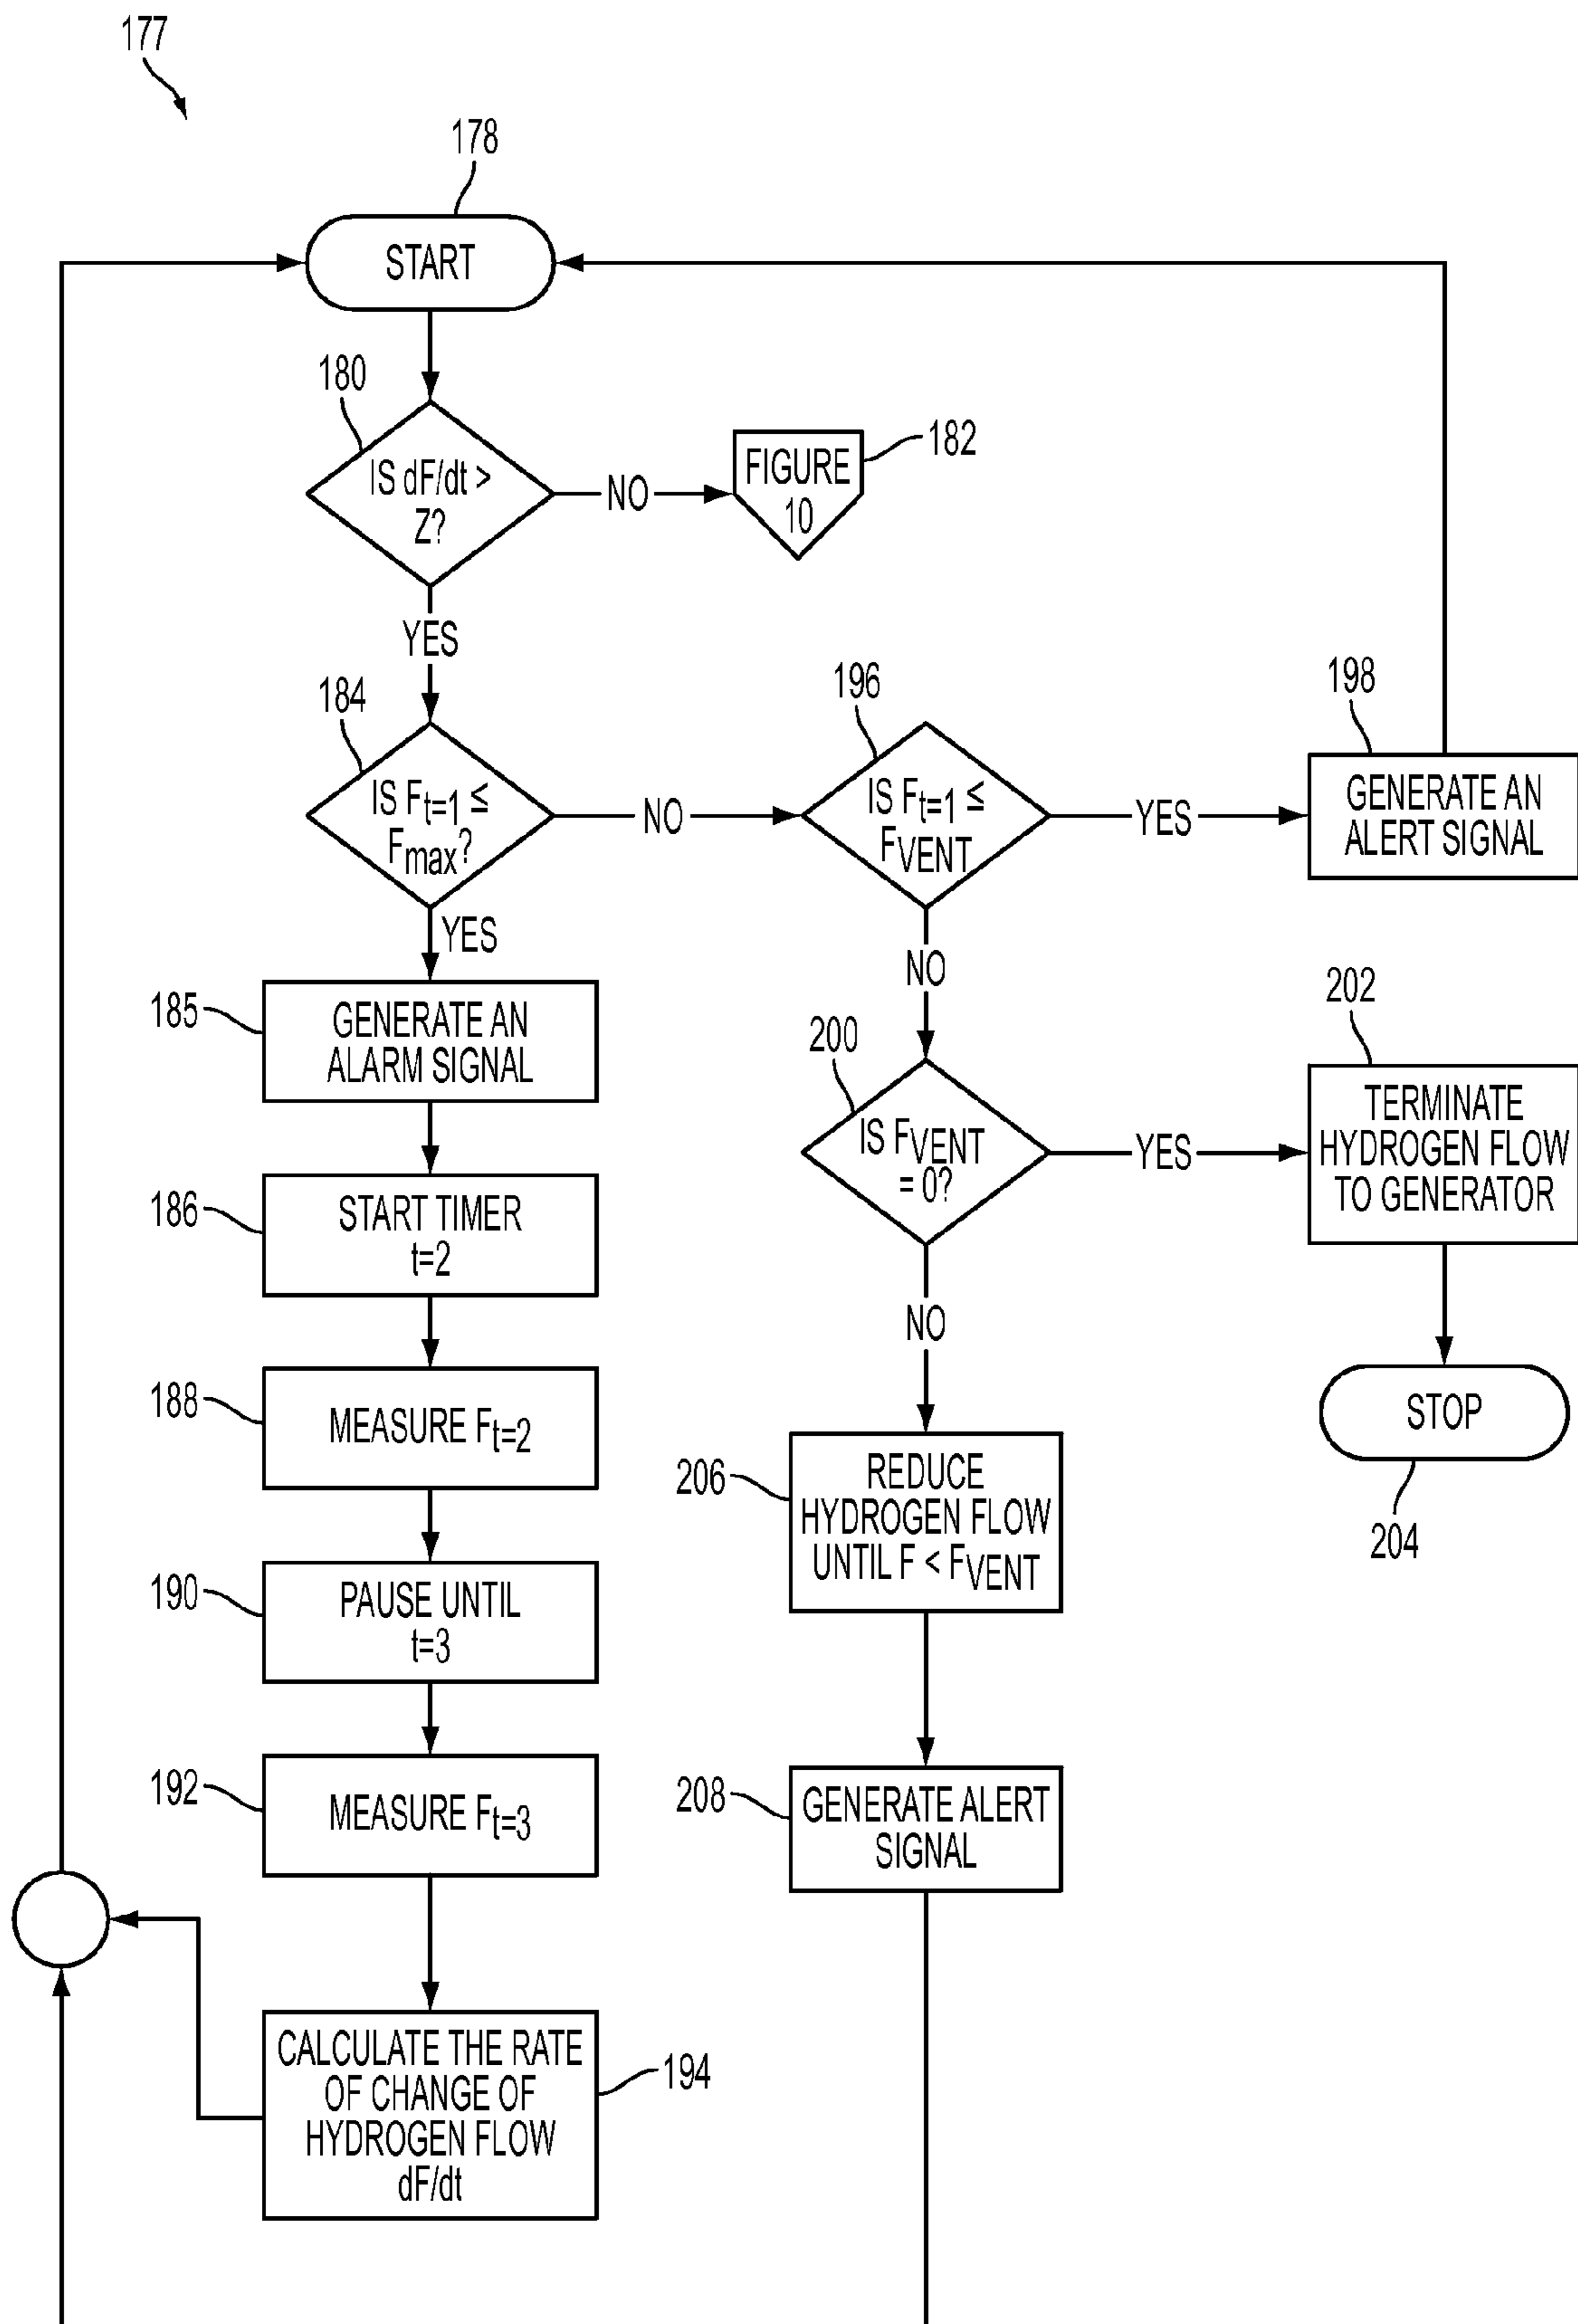 177
178
START
180
IS dF/dt >
Z?
NO
FIGURE
10
182
YES
184
IS Ft=1 ≤
Fmax?
NO
196
IS Ft=1 ≤
FVENT
YES
198
GENERATE AN
ALERT SIGNAL
YES
185
GENERATE AN
ALARM SIGNAL
NO
200
IS FVENT
= 0?
YES
202
TERMINATE
HYDROGEN FLOW
TO GENERATOR
186
START TIMER
t=2
NO
188
MEASURE Ft=2
STOP
204
206
REDUCE
HYDROGEN FLOW
UNTIL F < FVENT
190
PAUSE UNTIL
t=3
192
MEASURE Ft=3
208
GENERATE ALERT
SIGNAL
CALCULATE THE RATE
OF CHANGE OF
HYDROGEN FLOW
dF/dt
194